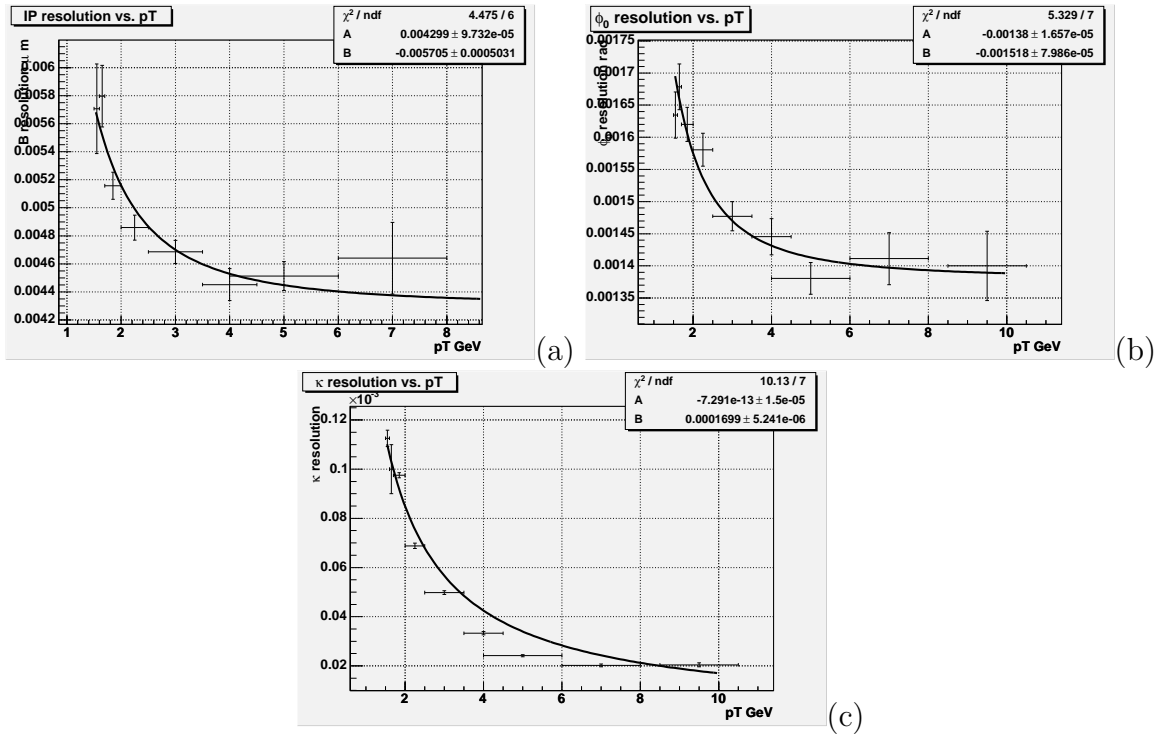 IP resolution vs. pT
χ² / ndf 4.475 / 6
A 0.004299 ± 9.732e-05
B -0.005705 ± 0.0005031
B resolution μ m
0.006
0.0058
0.0056
0.0054
0.0052
0.005
0.0048
0.0046
0.0044
0.0042
1 2 3 4 5 6 7 8
pT GeV
(a)
ϕ₀ resolution vs. pT
χ² / ndf 5.329 / 7
A -0.00138 ± 1.657e-05
B -0.001518 ± 7.986e-05
resolution rad
0.00175
0.0017
0.00165
0.0016
0.00155
0.0015
0.00145
0.0014
0.00135
2 4 6 8 10
pT GeV
(b)
κ resolution vs. pT
χ² / ndf 10.13 / 7
A -7.291e-13 ± 1.5e-05
B 0.0001699 ± 5.241e-06
×10⁻³
κ resolution
0.12
0.1
0.08
0.06
0.04
0.02
2 4 6 8 10
pT GeV
(c)